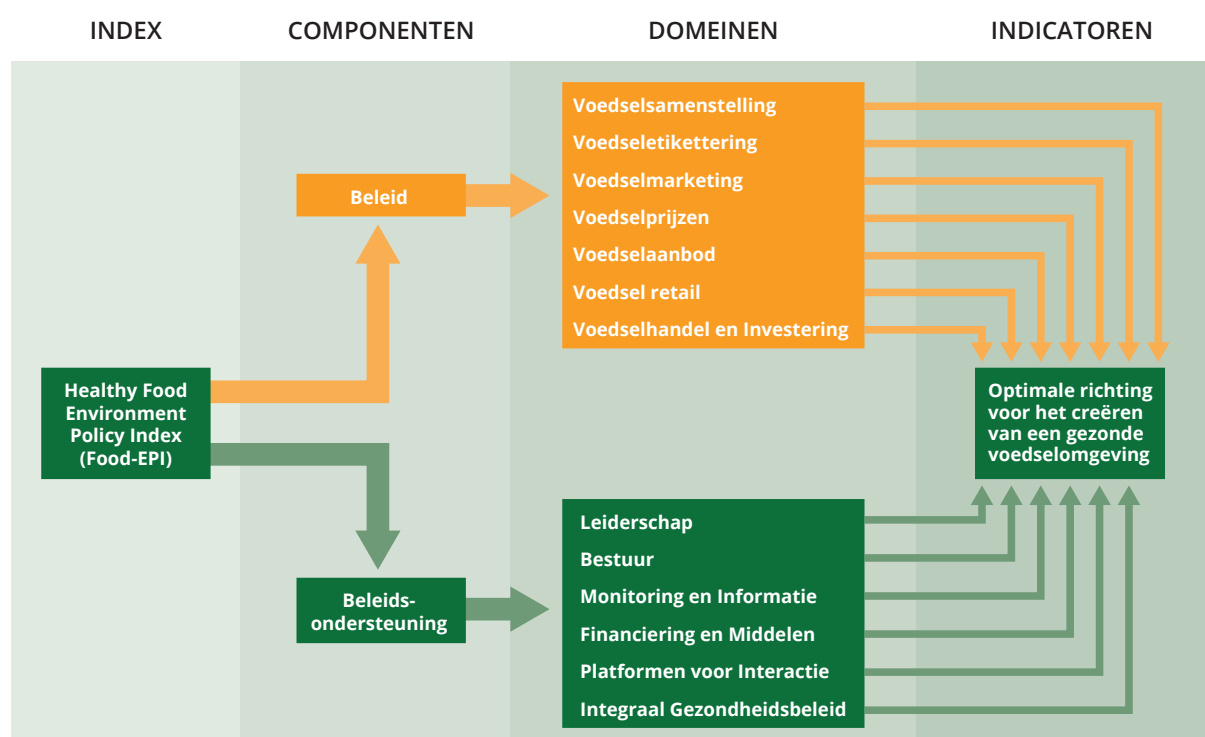 INDEX
COMPONENTEN
DOMEINEN
INDICATOREN
Healthy Food
Environment
Policy Index
(Food-EPI)
Beleid
Beleids-
ondersteuning
Voedselsamenstelling
Voedseletikettering
Voedselmarketing
Voedselprijzen
Voedselaanbod
Voedsel retail
Voedselhandel en Investering
Leiderschap
Bestuur
Monitoring en Informatie
Financiering en Middelen
Platformen voor Interactie
Integraal Gezondheidsbeleid
Optimale richting
voor het creëren
van een gezonde
voedselomgeving